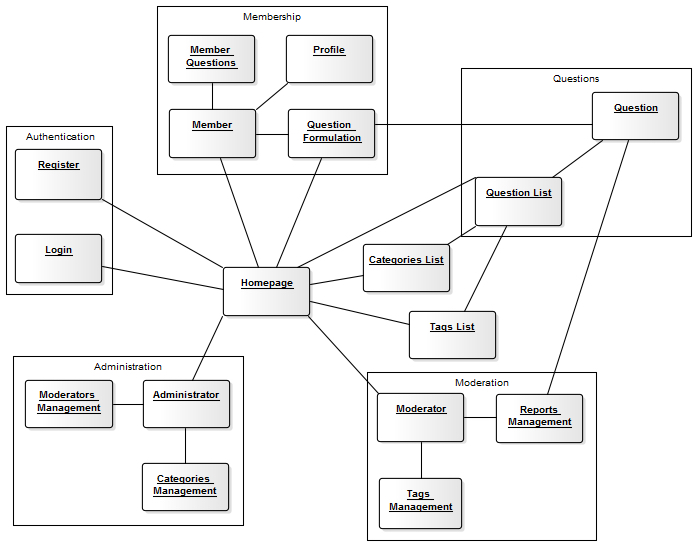 Membership
Member
Questions
Profile
Member
Question
Formulation
Questions
Question
Question List
Authentication
Register
Login
Homepage
Categories List
Tags List
Administration
Moderators
Management
Administrator
Categories
Management
Moderation
Moderator
Reports
Management
Tags
Management